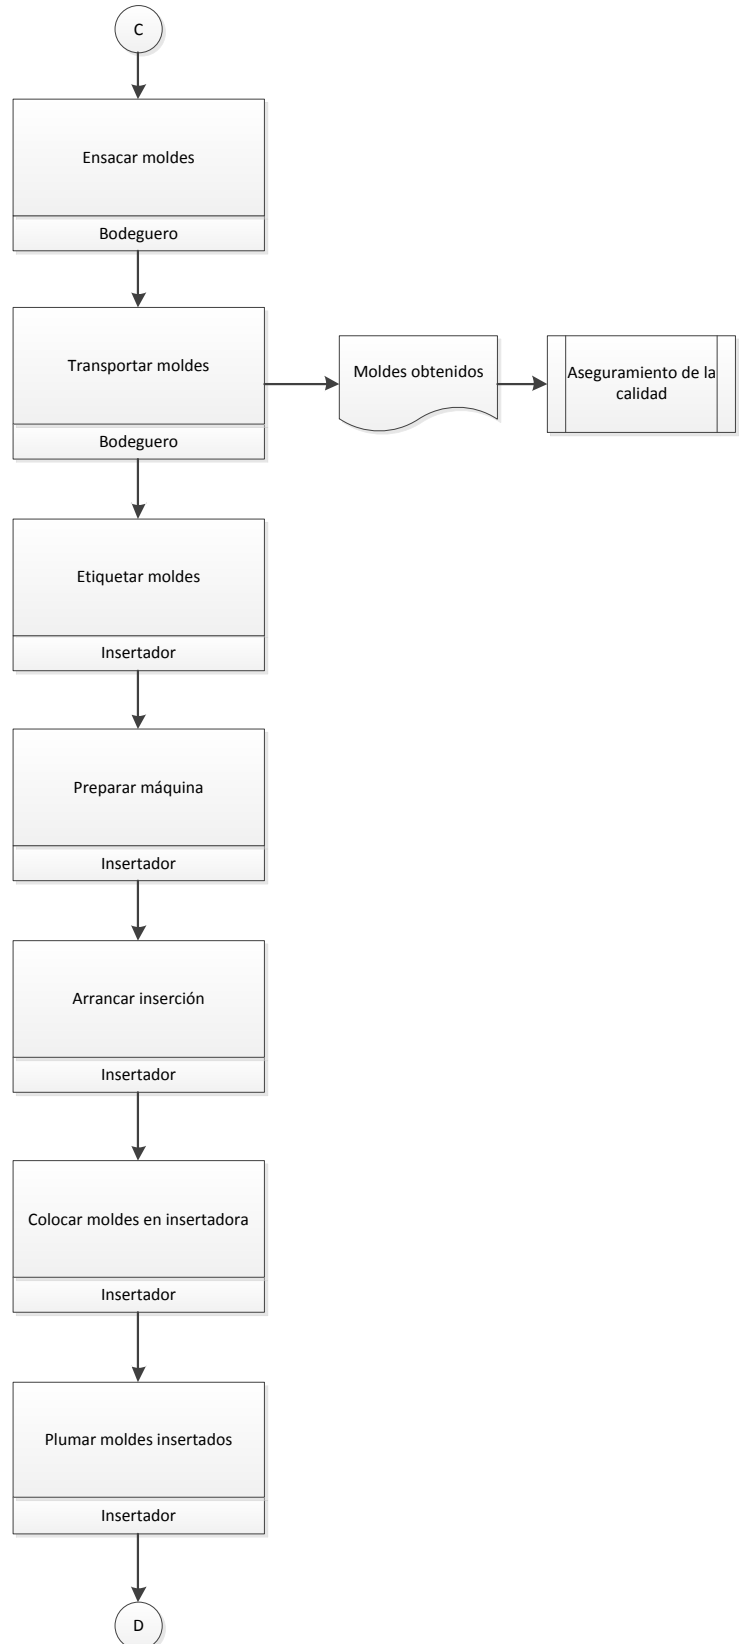 C
Ensacar moldes
Bodeguero
Transportar moldes
Bodeguero
Moldes obtenidos
Aseguramiento de la
calidad
Etiquetar moldes
Insertador
Preparar máquina
Insertador
Arrancar inserción
Insertador
Colocar moldes en insertadora
Insertador
Plumar moldes insertados
Insertador
D